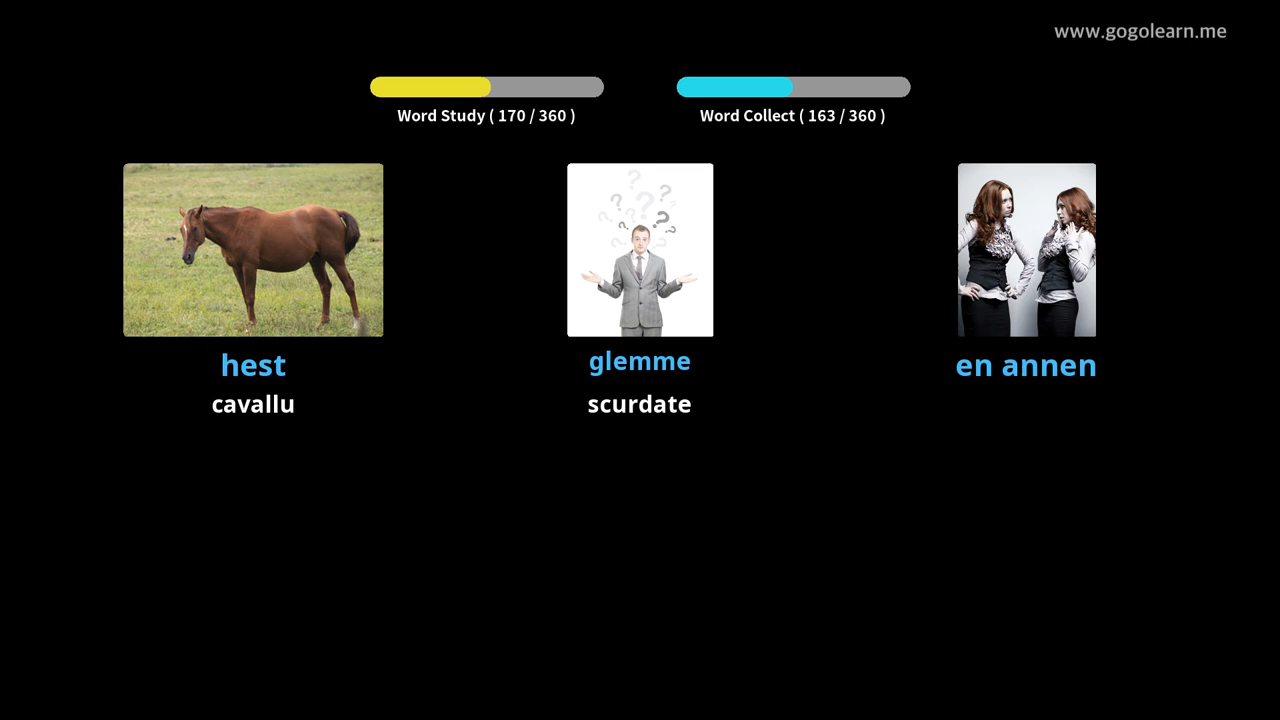 www.gogolearn.me
Word Study ( 170 / 360 )
Word Collect ( 163 / 360 )
hest
glemme
en annen
cavallu
scurdate